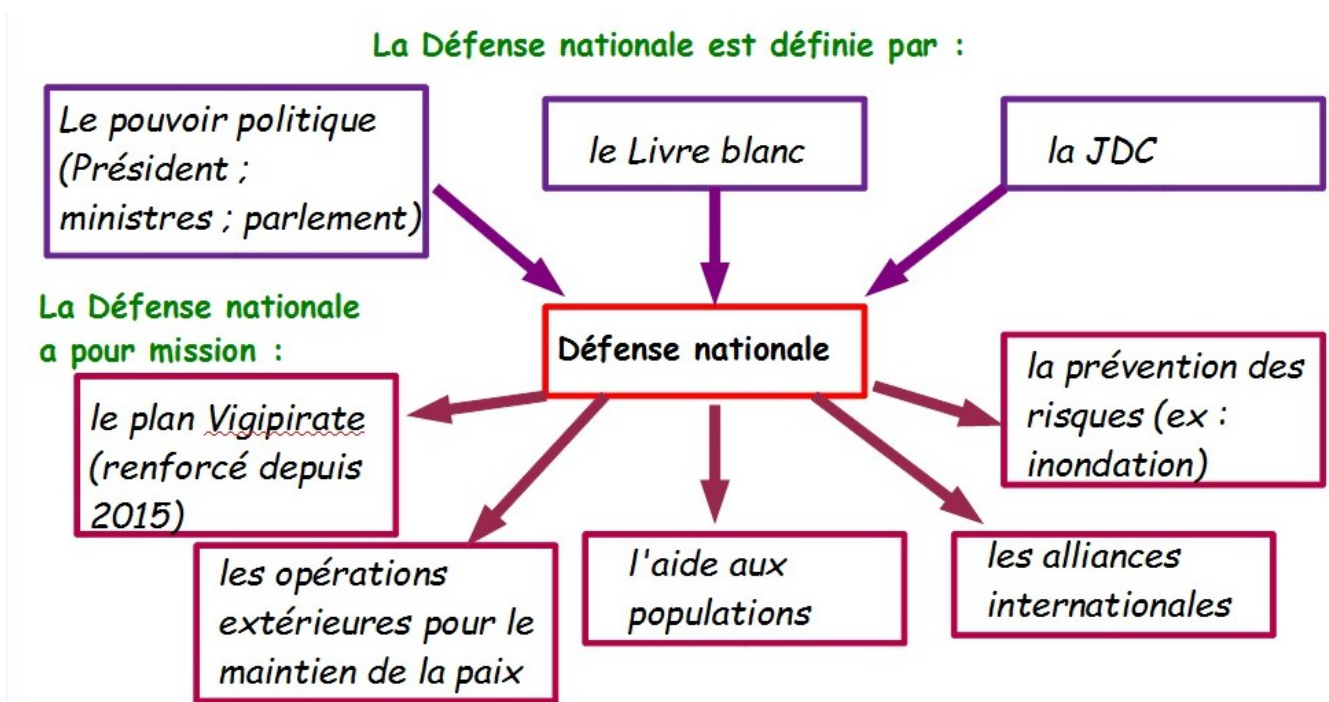 La Défense nationale est définie par :
Le pouvoir politique
(Président ;
ministres ; parlement)
le Livre blanc
la JDC
La Défense nationale
a pour mission :
Défense nationale
le plan Vigipirate
(renforcé depuis
2015)
les opérations
extérieures pour le
maintien de la paix
l'aide aux
populations
les alliances
internationales
la prévention des
risques (ex :
inondation)